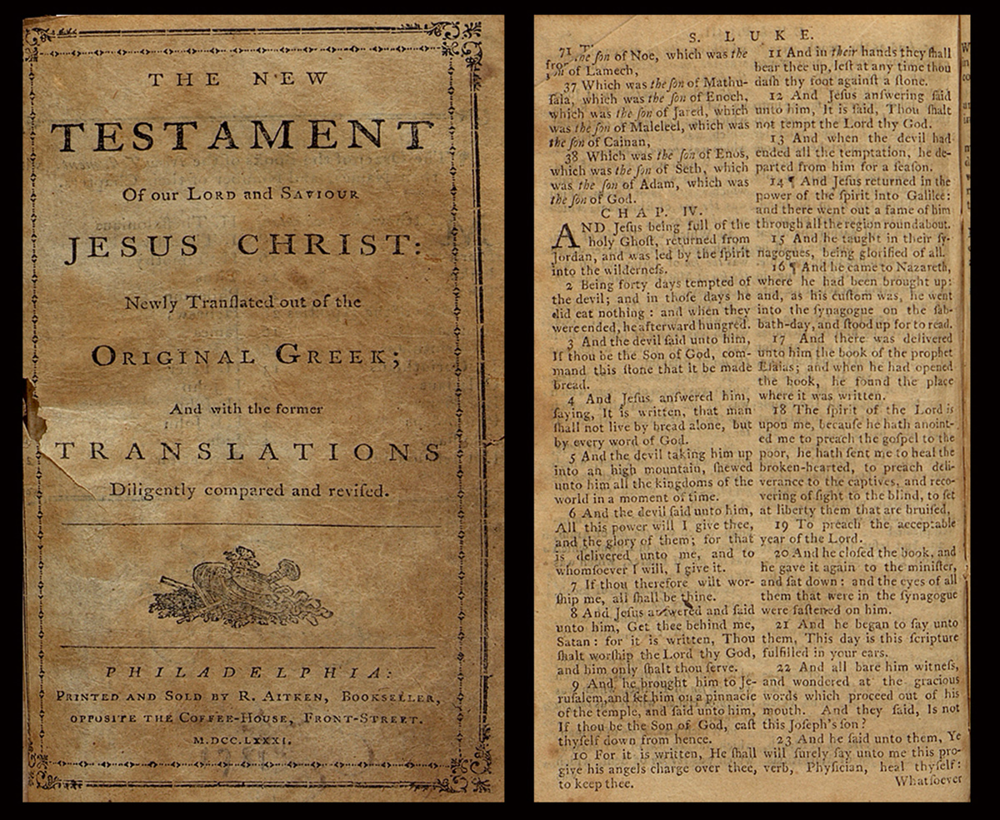 THE NEW
TESTAMENT
Of our LORD and SAVIOUR
JESUS CHRIST:
Newly Tranſlated out of the
ORIGINAL GREEK;
And with the former
TRANSLATIONS
Diligently compared and reviſed.
PHILADELPHIA:
PRINTED AND SOLD BY R. AITKEN, BOOKSELLER,
OPPOSITE THE COFFEE-HOUSE, FRONT-STREET.
M.DCC.LXXXI.
S. LUKE.
the ſon of Noe, which was the
of Lamech,
37 Which was the ſon of Mathu-
ſala, which was the ſon of Enoch,
which was the ſon of Jared, which
was the ſon of Maleleel, which was
the ſon of Cainan,
38 Which was the ſon of Enos,
which was the ſon of Seth, which
was the ſon of Adam, which was
the ſon of God.
CHAP. IV.
AND Jeſus being full of the
holy Ghoſt, returned from
Jordan, and was led by the ſpirit
into the wilderneſs.
2 Being forty days tempted of
the devil; and in thoſe days he
did eat nothing: and when they
were ended, he afterward hungred.
3 And the devil ſaid unto him,
If thou be the Son of God, com-
mand this ſtone that it be made
bread.
4 And Jeſus anſwered him,
ſaying, It is written, that man
ſhall not live by bread alone, but
by every word of God.
5 And the devil taking him up
into an high mountain, ſhewed
unto him all the kingdoms of the
world in a moment of time.
6 And the devil ſaid unto him,
All this power will I give thee,
and the glory of them; for that
is delivered unto me, and to
whomſoever I will, I give it.
7 If thou therefore wilt wor-
ſhip me, all ſhall be thine.
8 And Jeſus anſwered and ſaid
unto him, Get thee behind me,
Satan: for it is written, Thou
ſhalt worſhip the Lord thy God,
and him only ſhalt thou ſerve.
9 And he brought him to Je-
ruſalem, and ſet him on a pinnacle
of the temple, and ſaid unto him,
If thou be the Son of God, caſt
thyſelf down from hence.
10 For it is written, He ſhall
give his angels charge over thee,
to keep thee.
11 And in their hands they ſhall
bear thee up, leſt at any time thou
daſh thy foot againſt a ſtone.
12 And Jeſus anſwering ſaid
unto him, It is ſaid, Thou ſhalt
not tempt the Lord thy God.
13 And when the devil had
ended all the temptation, he de-
parted from him for a ſeaſon.
14 ¶ And Jeſus returned in the
power of the ſpirit into Galilee:
and there went out a fame of him
through all the region round about.
15 And he taught in their ſy-
nagogues, being glorified of all.
16 ¶ And he came to Nazareth,
where he had been brought up:
and, as his cuſtom was, he went
into the ſynagogue on the ſab-
bath-day, and ſtood up for to read.
17 And there was delivered
unto him the book of the prophet
Eſaias; and when he had opened
the book, he found the place
where it was written.
18 The ſpirit of the Lord is
upon me, becauſe he hath anoint-
ed me to preach the goſpel to the
poor, he hath ſent me to heal the
broken-hearted, to preach deli-
verance to the captives, and reco-
vering of ſight to the blind, to ſet
at liberty them that are bruiſed,
19 To preach the acceptable
year of the Lord.
20 And he cloſed the book, and
he gave it again to the miniſter,
and ſat down: and the eyes of all
them that were in the ſynagogue
were faſtened on him.
21 And he began to ſay unto
them, This day is this ſcripture
fulfilled in your ears.
22 And all bare him witneſs,
and wondered at the gracious
words which proceed out of his
mouth. And they ſaid, Is not
this Joſeph's ſon?
23 And he ſaid unto them, Ye
will ſurely ſay unto me this pro-
verb, Phyſician, heal thyſelf:
Whatſoever